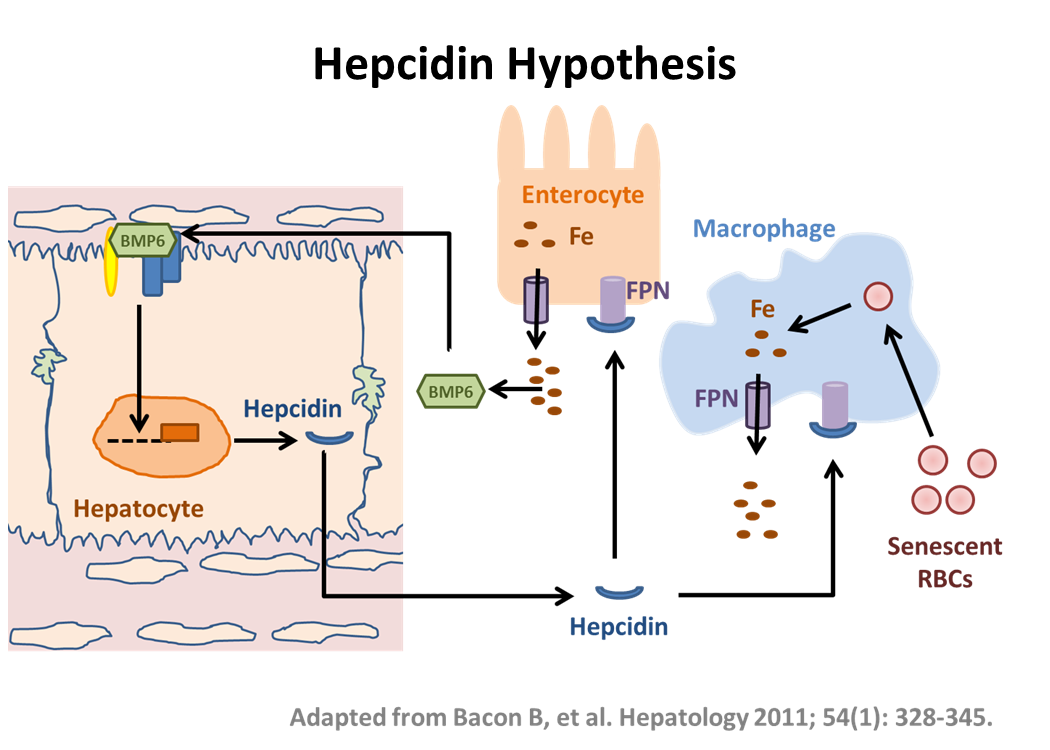 Hepcidin Hypothesis
Enterocyte
Fe
FPN
Macrophage
Fe
FPN
BMP6
BMP6
Hepcidin
Hepatocyte
Hepcidin
Senescent
RBCs
Adapted from Bacon B, et al. Hepatology 2011; 54(1): 328-345.